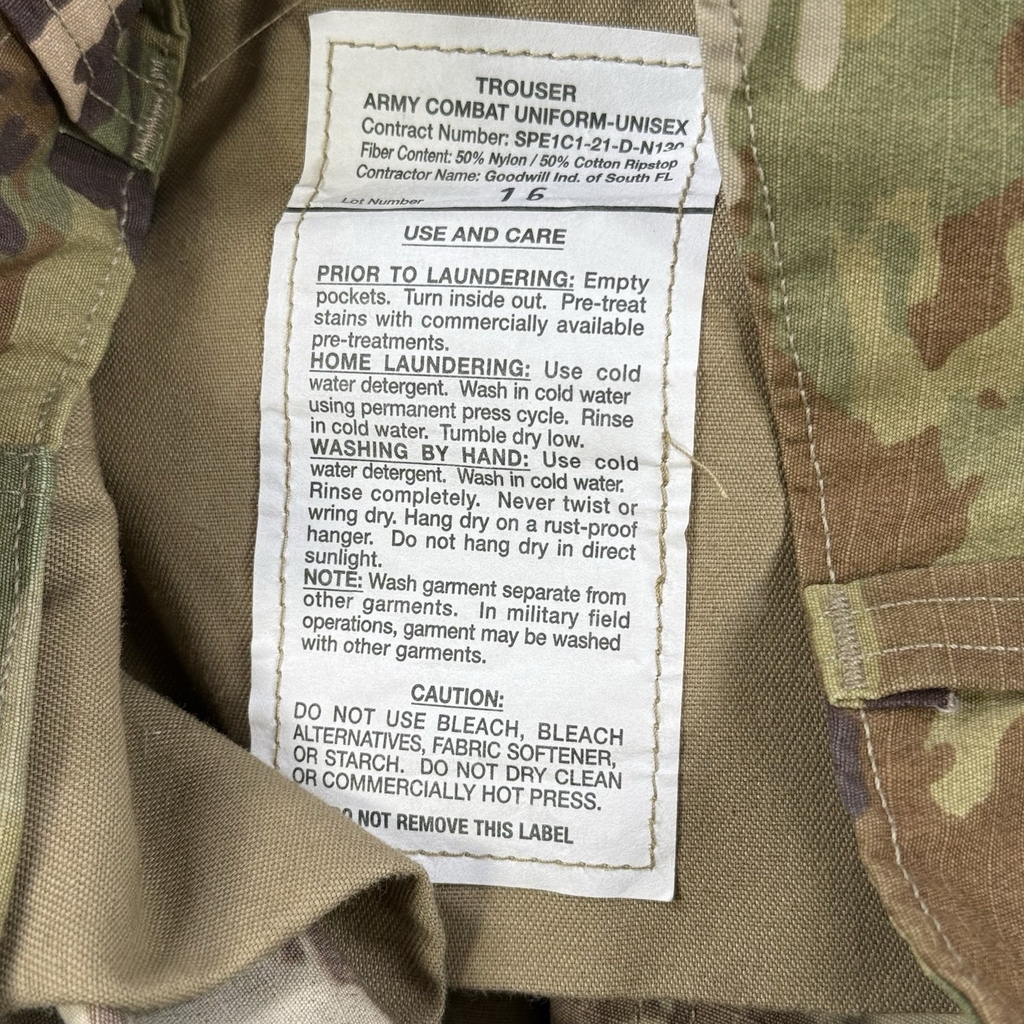 TROUSER
ARMY COMBAT UNIFORM-UNISEX
Contract Number:
Fiber Content: 50% Nylon / 50% Cotton Ripstop
Contractor Name: Goodwill Ind. of South FL
Lot Number 16
USE AND CARE
PRIOR TO LAUNDERING: Empty
pockets. Turn inside out. Pre-treat
stains with commercially available
pre-treatments.
HOME LAUNDERING: Use cold
water detergent. Wash in cold water
using permanent press cycle. Rinse
in cold water. Tumble dry low.
WASHING BY HAND: Use cold
water detergent. Wash in cold water.
Rinse completely. Never twist or
wring dry. Hang dry on a rust-proof
hanger. Do not hang dry in direct
sunlight.
NOTE: Wash garment separate from
other garments. In military field
operations, garment may be washed
with other garments.
CAUTION:
DO NOT USE BLEACH, BLEACH
ALTERNATIVES, FABRIC SOFTENER,
OR STARCH. DO NOT DRY CLEAN
OR COMMERCIALLY HOT PRESS.
NOT REMOVE THIS LABEL